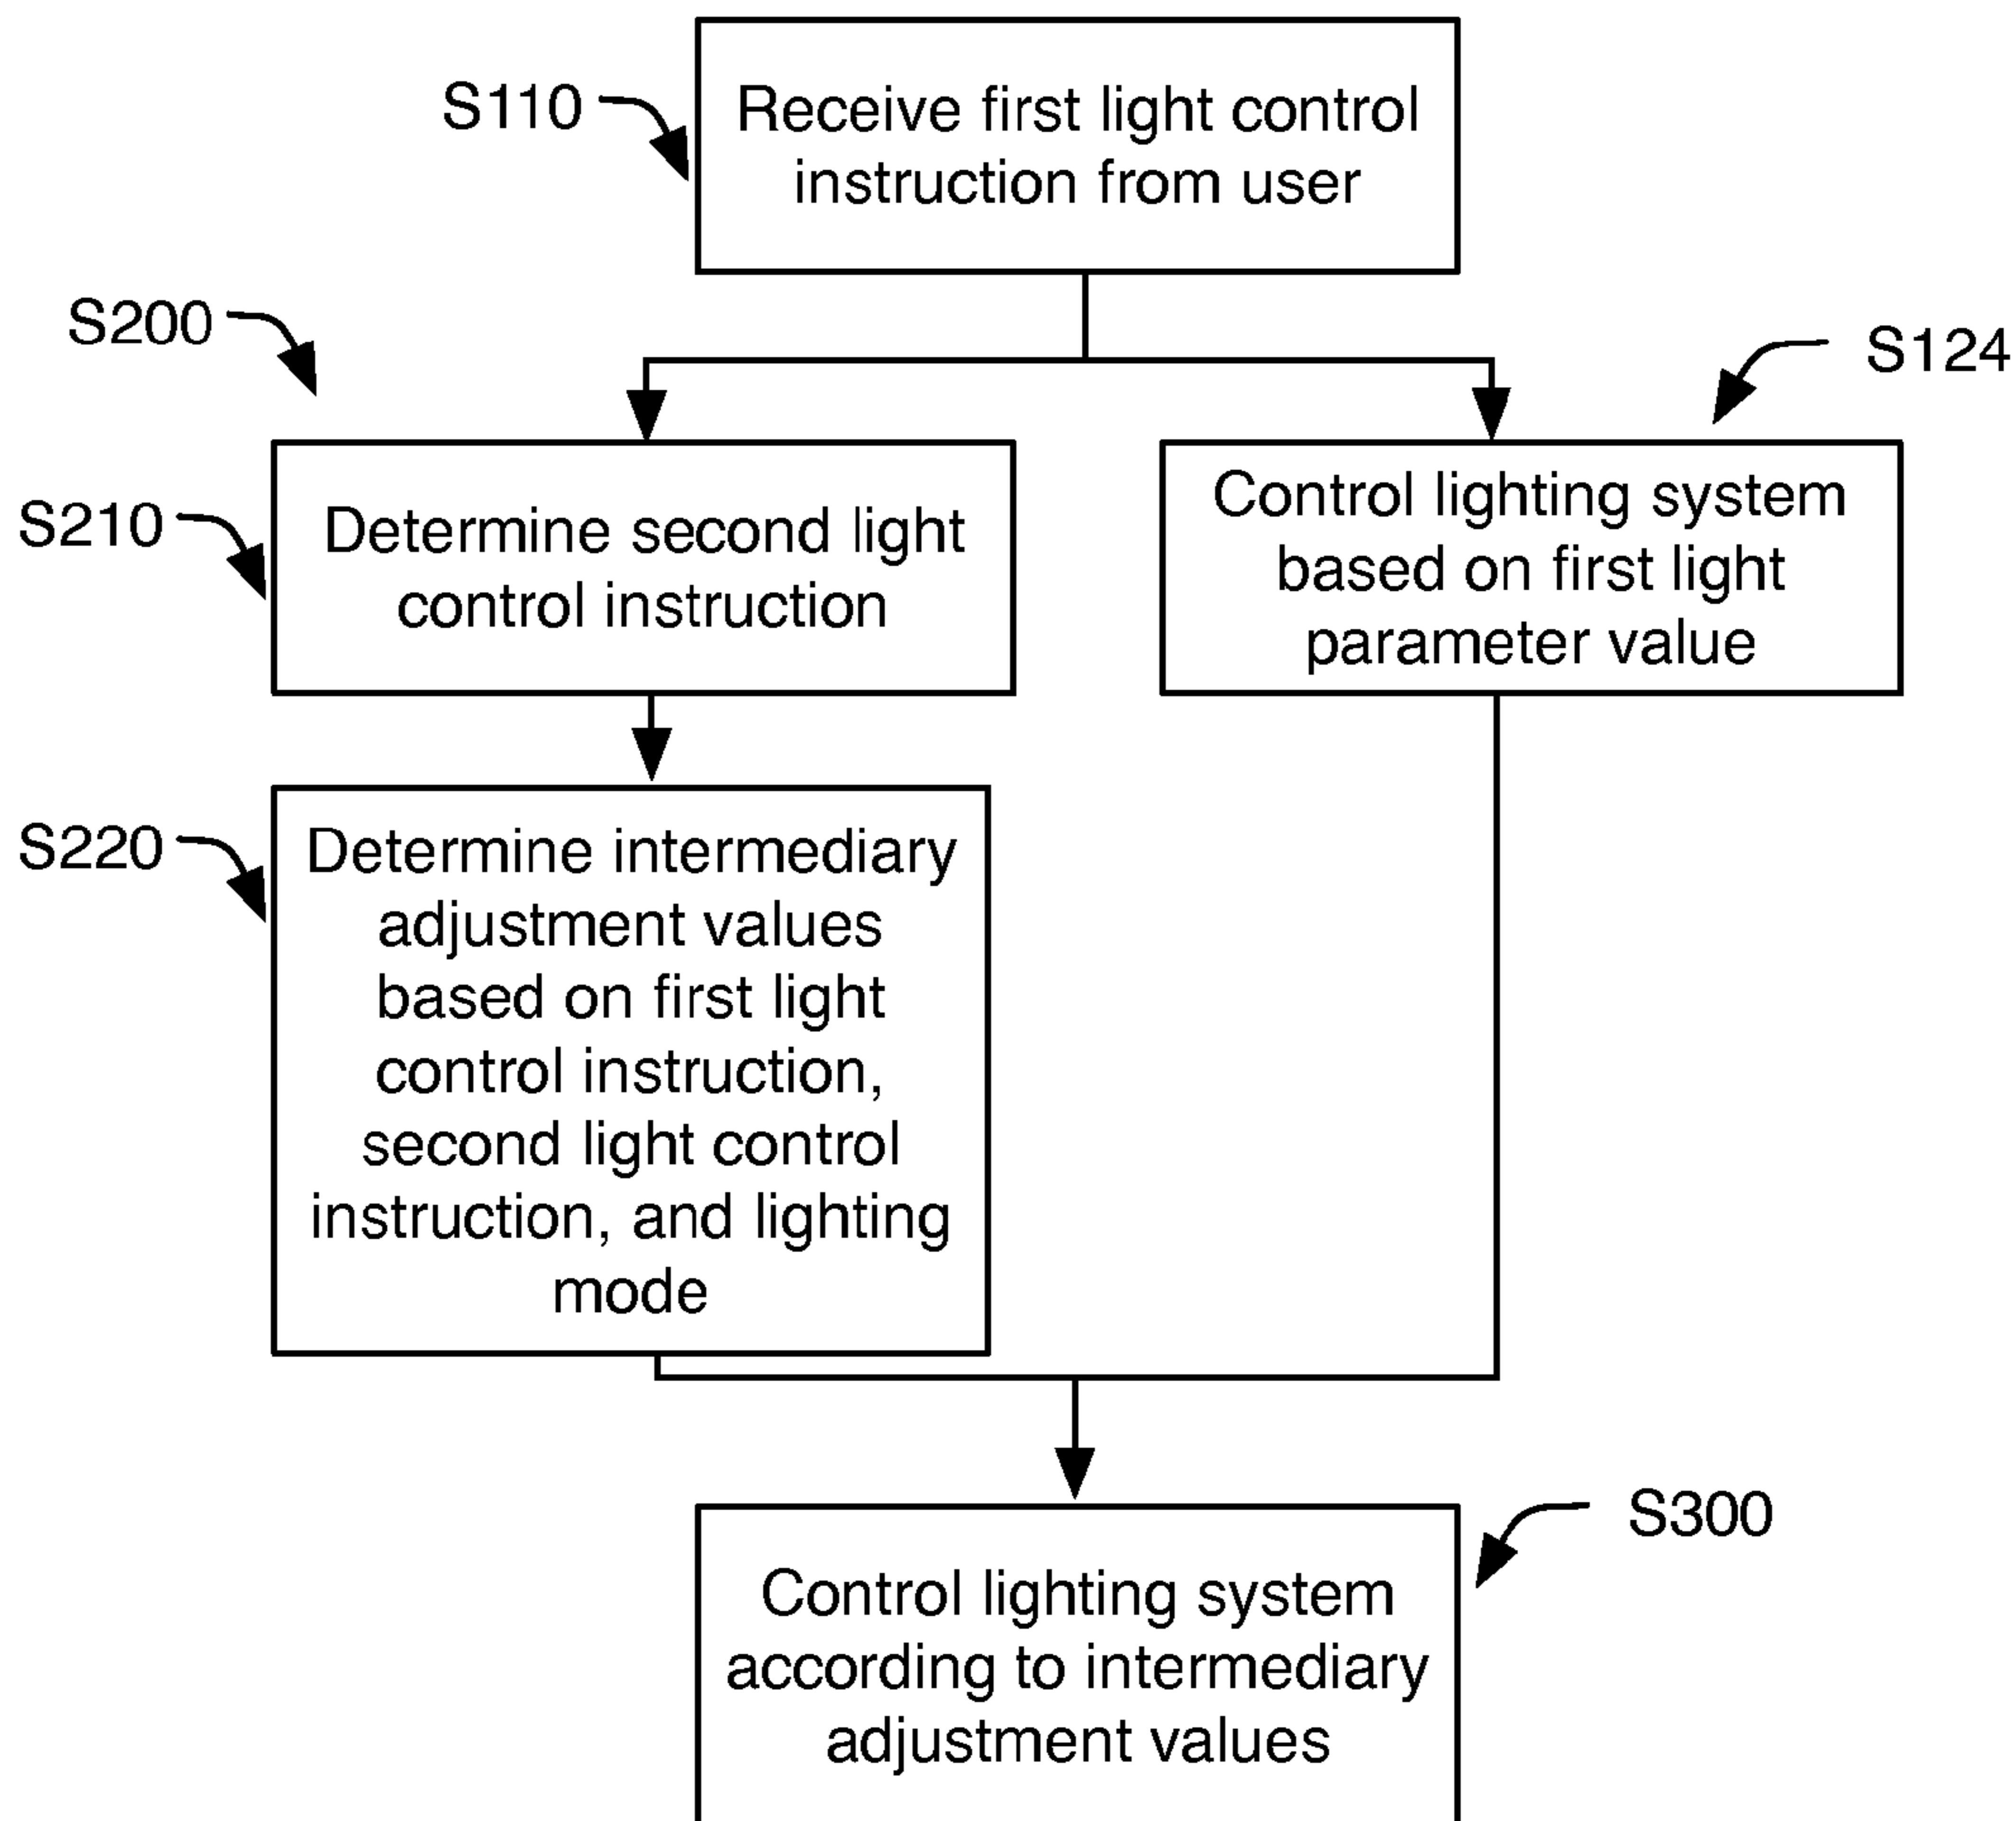 S110
Receive first light control
instruction from user
S200
S124
S210
Determine second light
control instruction
Control lighting system
based on first light
parameter value
S220
Determine intermediary
adjustment values
based on first light
control instruction,
second light control
instruction, and lighting
mode
S300
Control lighting system
according to intermediary
adjustment values